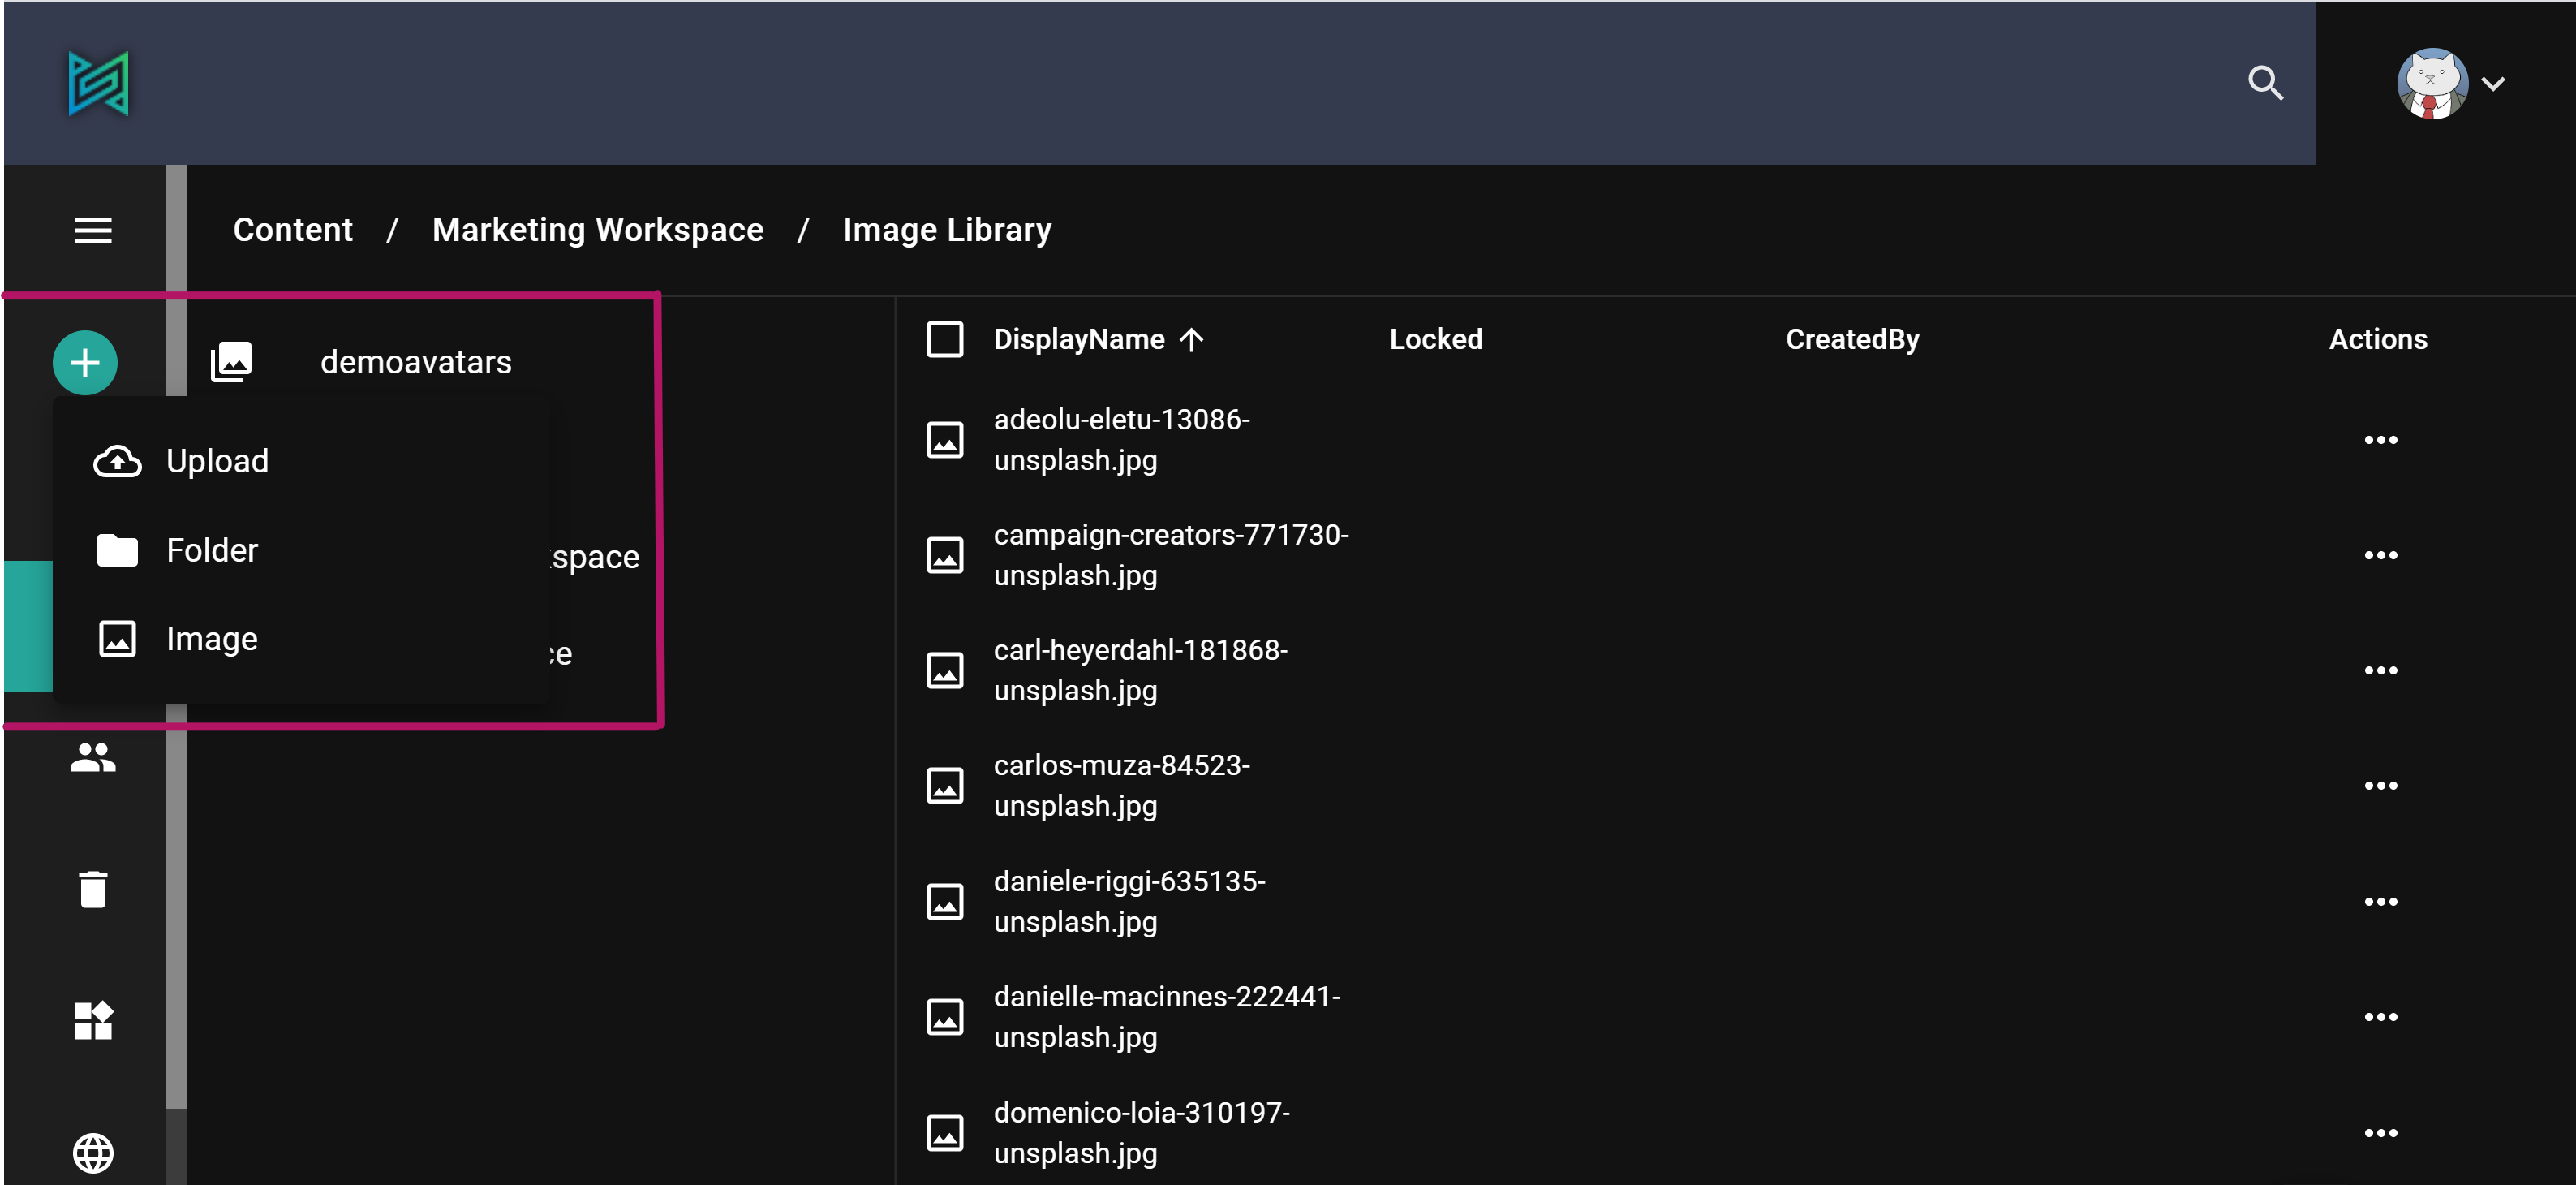 Content / Marketing Workspace / Image Library
demoavatars
Upload
Folder
Image
DisplayName Locked CreatedBy Actions
adeolu-eletu-13086-
unsplash.jpg
campaign-creators-771730-
unsplash.jpg
carl-heyerdahl-181868-
unsplash.jpg
carlos-muza-84523-
unsplash.jpg
daniele-riggi-635135-
unsplash.jpg
danielle-macinnes-222441-
unsplash.jpg
domenico-loia-310197-
unsplash.jpg